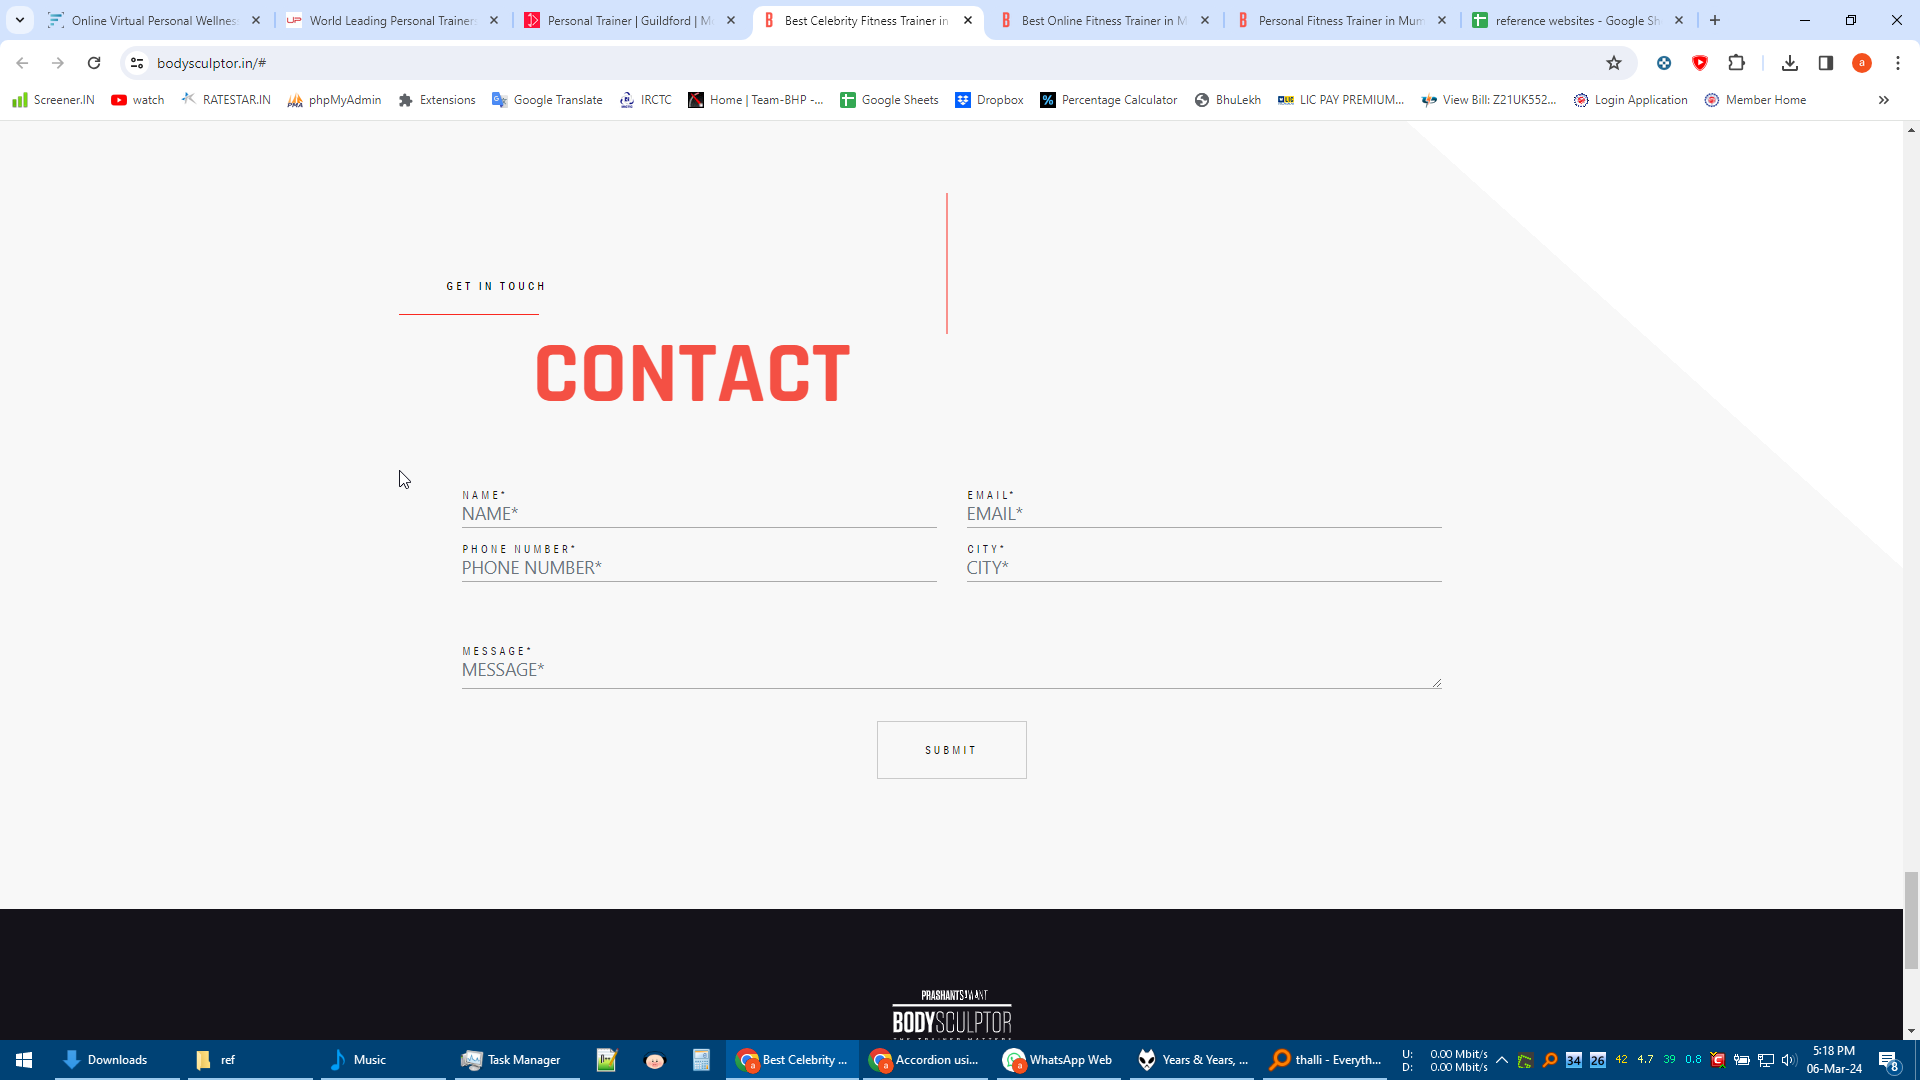 Online Virtual Personal Wellnes
World Leading Personal Trainer
Personal Trainer | Guildford | M
Best Celebrity Fitness Trainer in
Best Online Fitness Trainer in M
Personal Fitness Trainer in Mum
reference websites - Google Sh
bodysculptor.in/#
a
Screener.IN
watch
RATESTAR.IN
phpMyAdmin
Extensions
Google Translate
IRCTC
Home | Team-BHP -...
Google Sheets
Dropbox
Percentage Calculator
BhuLekh
LIC PAY PREMIUM...
View Bill: Z21UK552...
Login Application
Member Home
GET IN TOUCH
CONTACT
NAME*
NAME*
EMAIL*
EMAIL*
PHONE NUMBER*
PHONE NUMBER*
CITY*
CITY*
MESSAGE*
MESSAGE*
SUBMIT
PRASHANT SAWANT
BODYSCULPTOR
Downloads
ref
Music
Task Manager
Best Celebrity ...
Accordion usi...
WhatsApp Web
Years & Years, ...
thalli - Everyth...
U: 0.00 Mbit/s
D: 0.00 Mbit/s
34
26
42
4.7
39
0.8
5:18 PM
06-Mar-24
8